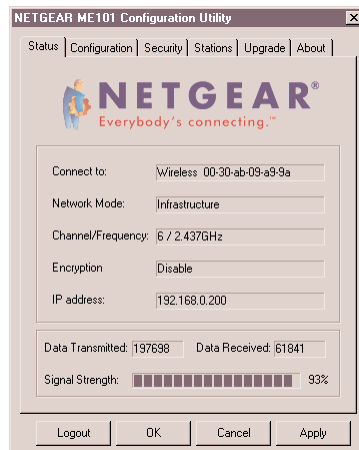 NETGEAR ME101 Configuration Utility
Status Configuration Security Stations Upgrade About
NETGEAR®
Everybody's connecting.™
Connect to: Wireless 00-30-ab-09-a9-9a
Network Mode: Infrastructure
Channel/Frequency: 6 / 2.437GHz
Encryption Disable
IP address: 192.168.0.200
Data Transmitted: 197698 Data Received: 61841
Signal Strength: 93%
Logout OK Cancel Apply